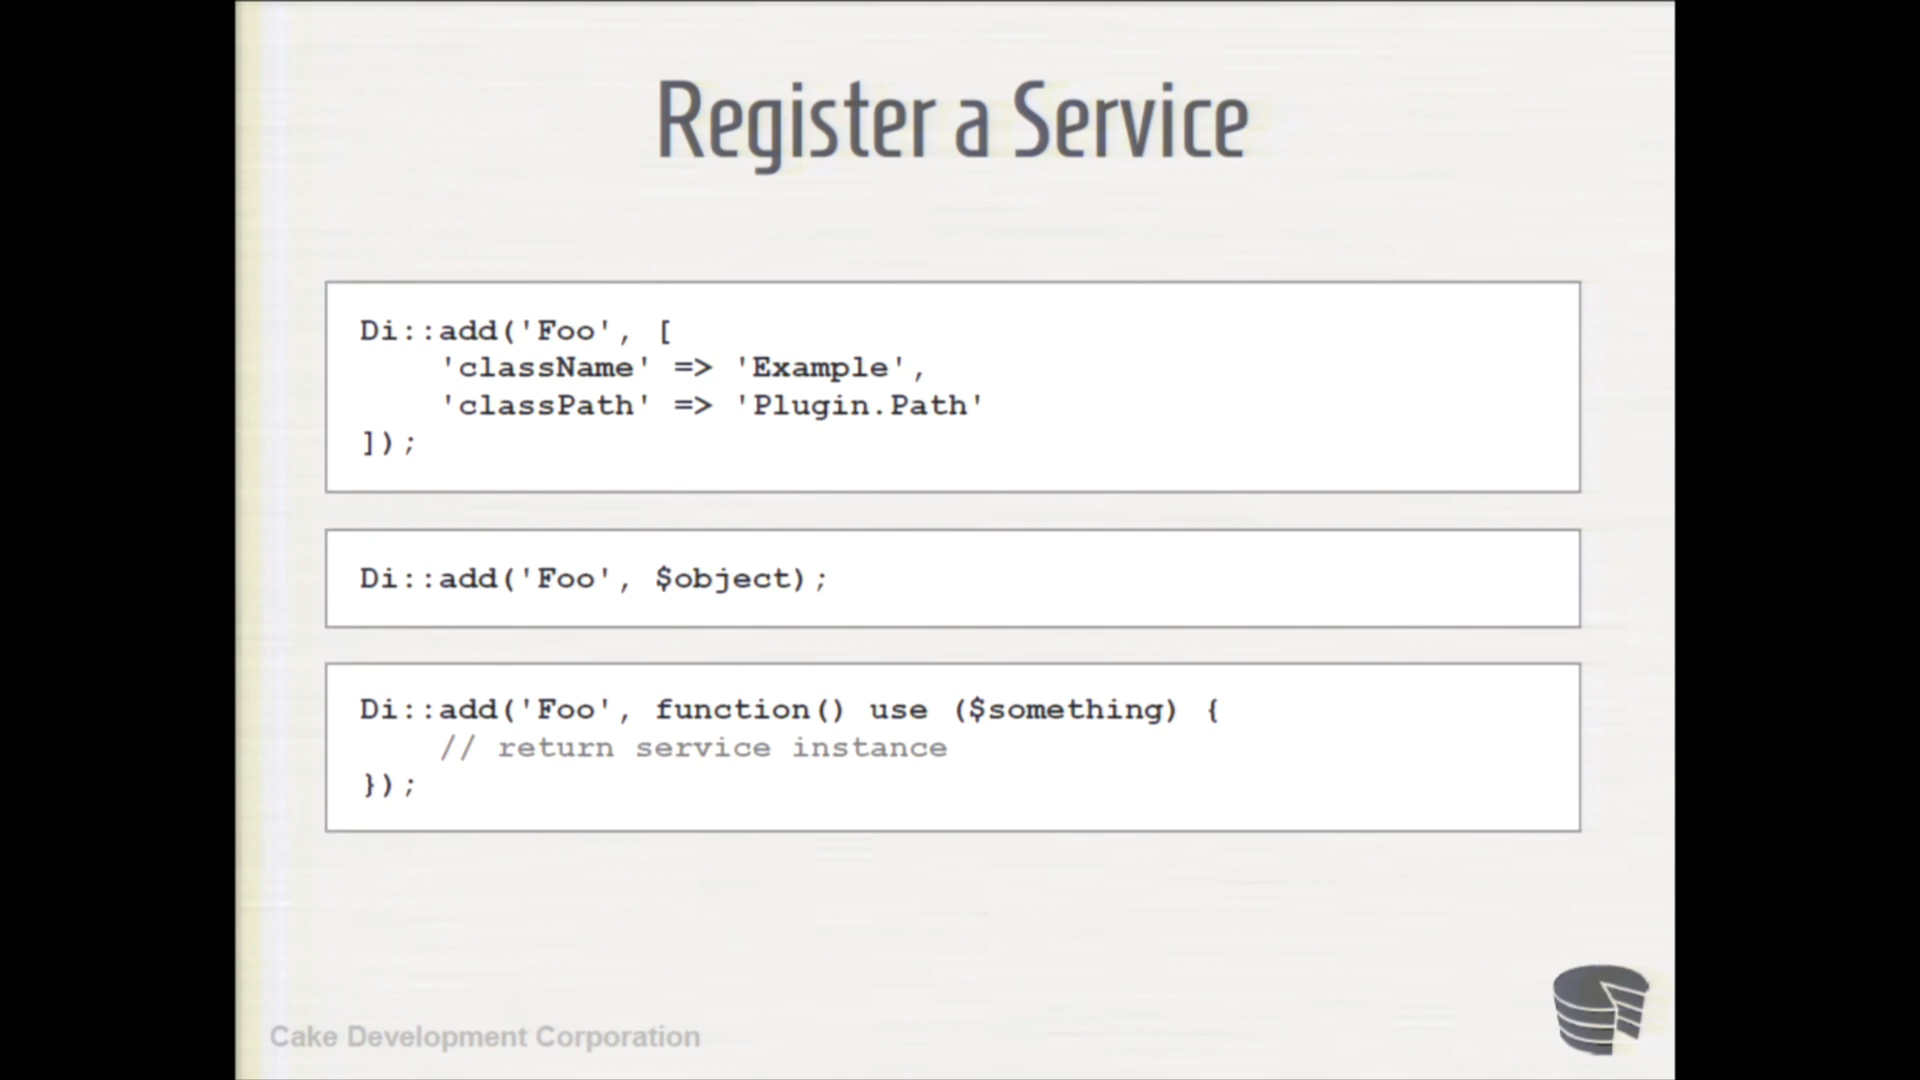 Register a Service
Di::add('Foo', [
    'className' => 'Example',
    'classPath' => 'Plugin.Path'
]);
Di::add('Foo', $object);
Di::add('Foo', function() use ($something) {
    // return service instance
});
Cake Development Corporation